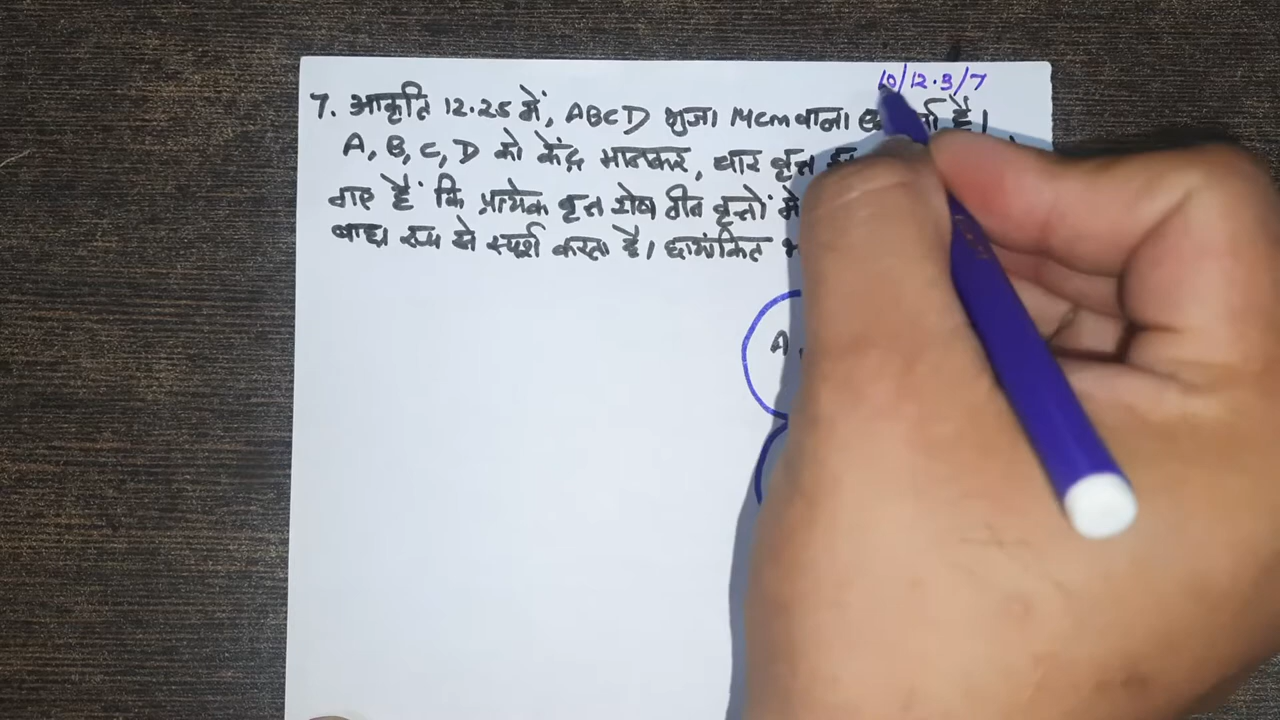 10/12.3/7
7. आकृति 12.25 में, ABCD भुजा 14cm वाला है।
A, B, C, D को केंद्र मानकर, चार वृत्त
गए हैं कि प्रत्येक वृत्त शेष तीन वृत्तों में
बाह्य रूप से स्पर्श करता है। छायांकित
A